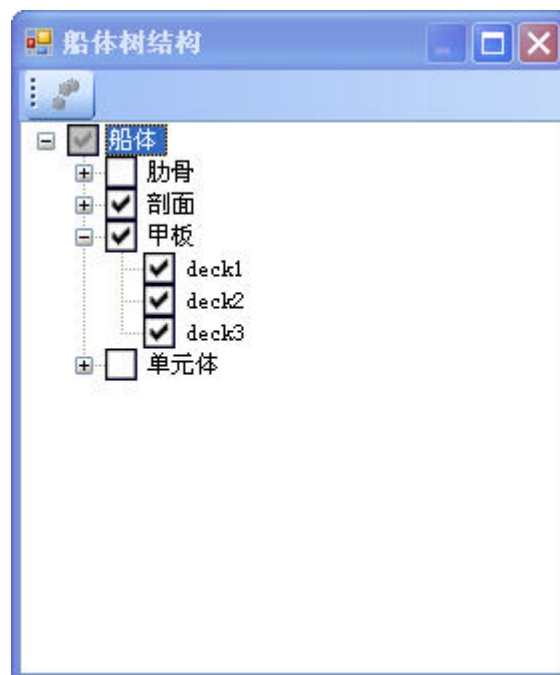 船体树结构
船体
肋骨
剖面
甲板
deck1
deck2
deck3
单元体